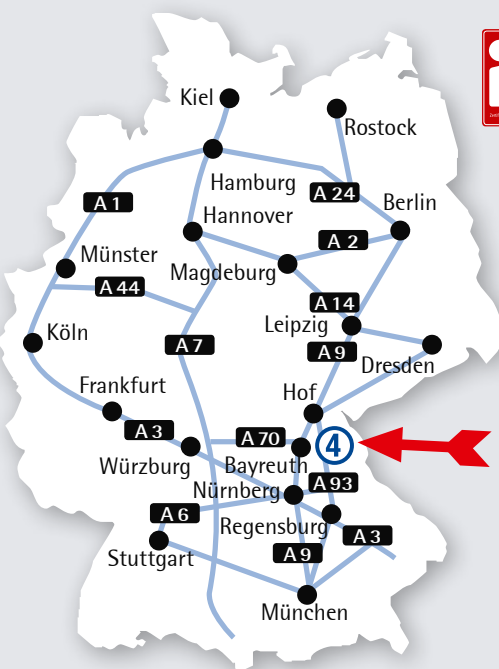 Kiel
Rostock
Hamburg
A 24
A 1
Hannover
Berlin
A 2
Münster
Magdeburg
A 44
A 14
Leipzig
Köln
A 7
A 9
Dresden
Frankfurt
Hof
A 3
A 70
4
Würzburg
Bayreuth
A 93
Nürnberg
A 6
Regensburg
A 3
Stuttgart
A 9
München